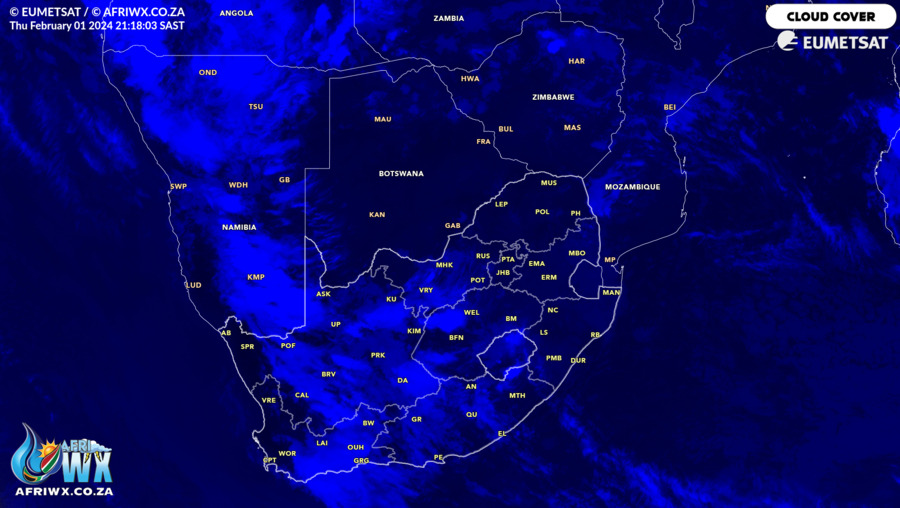 © EUMETSAT / © AFRIWX.CO.ZA
Thu February 01 2024 21:18:03 SAST
CLOUD COVER
EUMETSAT
ANGOLA
ZAMBIA
OND
HWA
HAR
TSU
ZIMBABWE
BEI
MAU
BUL
MAS
FRA
BOTSWANA
SWP
WDH
GB
MUS
MOZAMBIQUE
LEP
POL
PH
KAN
NAMIBIA
GAB
RUS
PTA
EMA
MBO
MP
MHK
JHB
KMP
POT
ERM
LUD
ASK
KU
VRY
MAN
WEL
BM
NC
UP
AB
KIM
BFN
LS
RB
SPR
POF
PRK
PMB
DUR
BRV
DA
AN
VRE
CAL
MTH
BW
GR
QU
LAI
OUH
EL
WOR
CPT
GRG
PE
AFRI
WX
AFRIWX.CO.ZA